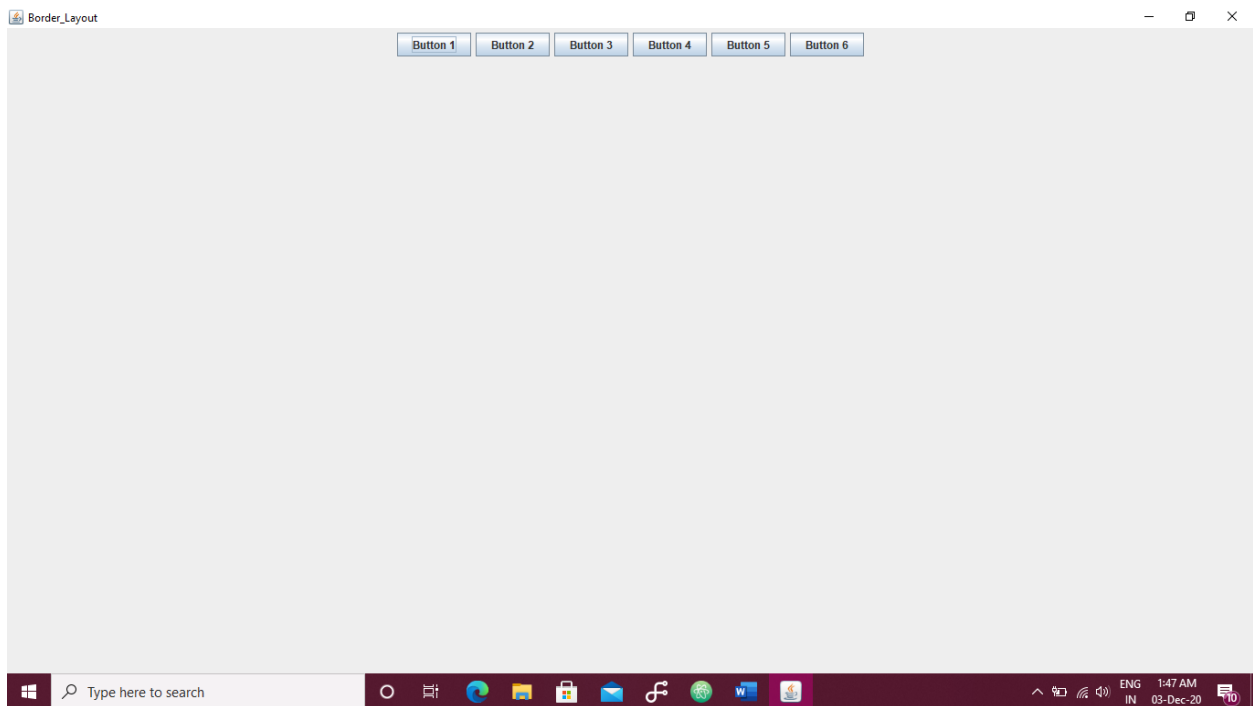 Border_Layout
Button 1 Button 2 Button 3 Button 4 Button 5 Button 6
Type here to search
W
ENG 1:47 AM
IN 03-Dec-20
10